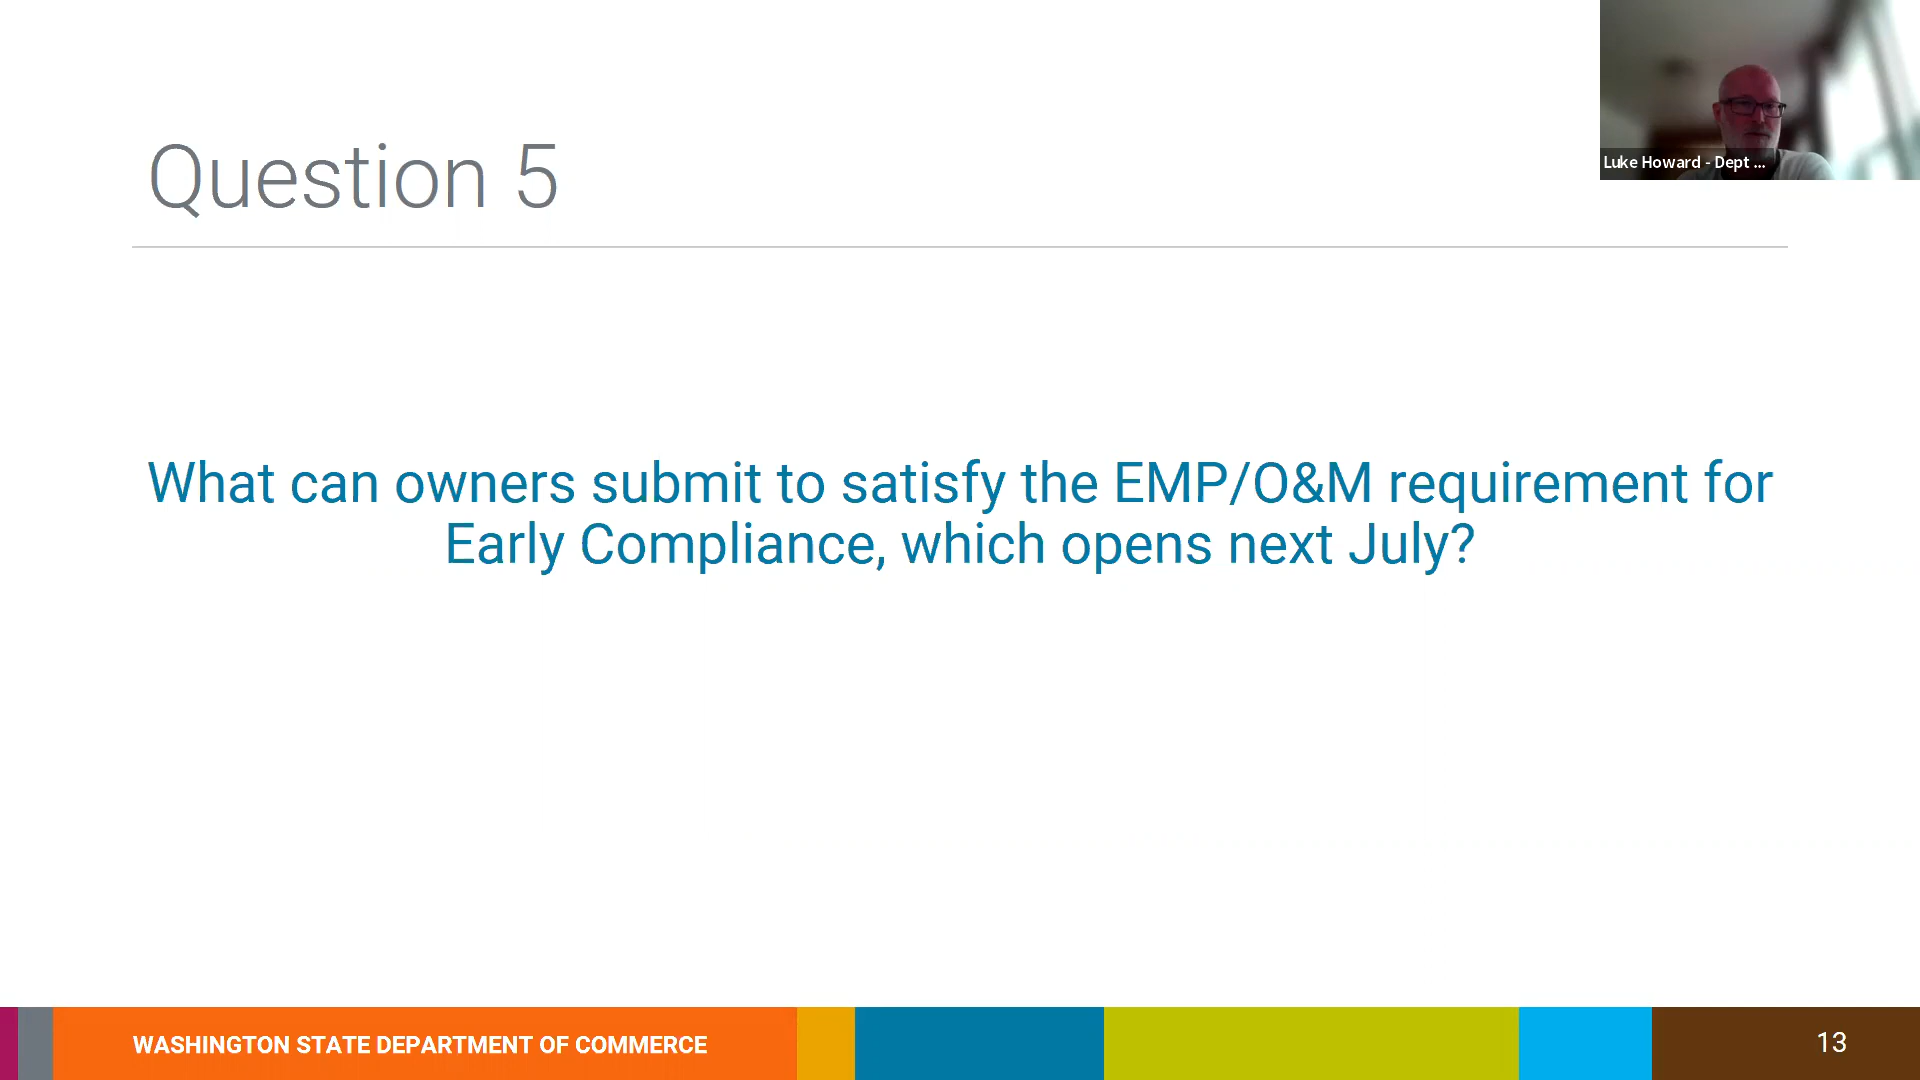 Luke Howard - Dept ...
Question 5
What can owners submit to satisfy the EMP/O&M requirement for
Early Compliance, which opens next July?
WASHINGTON STATE DEPARTMENT OF COMMERCE
13